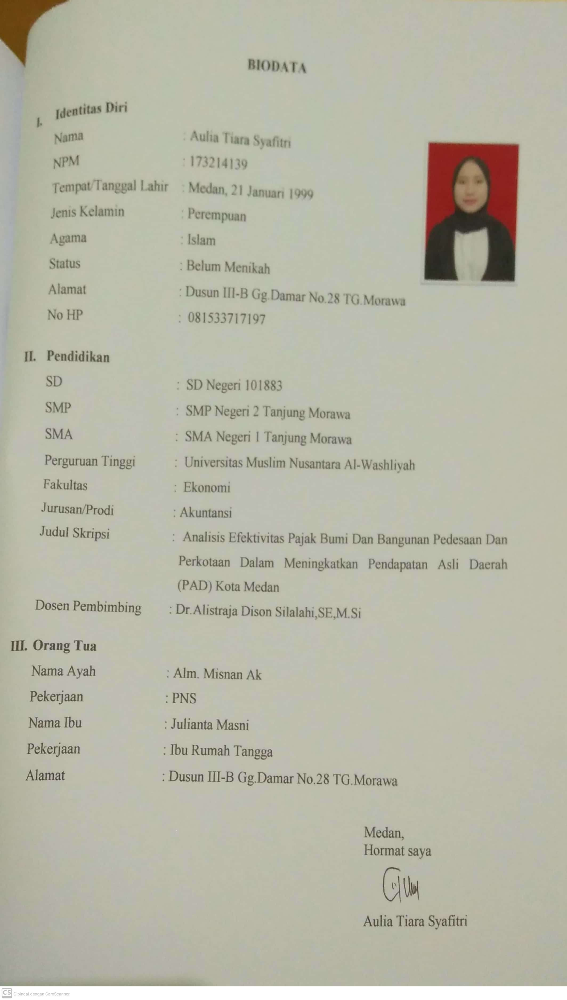 BIODATA
I. Identitas Diri
Nama : Aulia Tiara Syafitri
NPM : 173214139
Tempat/Tanggal Lahir : Medan, 21 Januari 1999
Jenis Kelamin : Perempuan
Agama : Islam
Status : Belum Menikah
Alamat : Dusun III-B Gg.Damar No.28 TG.Morawa
No HP : 081533717197
II. Pendidikan
SD : SD Negeri 101883
SMP : SMP Negeri 2 Tanjung Morawa
SMA : SMA Negeri 1 Tanjung Morawa
Perguruan Tinggi : Universitas Muslim Nusantara Al-Washliyah
Fakultas : Ekonomi
Jurusan/Prodi : Akuntansi
Judul Skripsi : Analisis Efektivitas Pajak Bumi Dan Bangunan Pedesaan Dan
Perkotaan Dalam Meningkatkan Pendapatan Asli Daerah
(PAD) Kota Medan
Dosen Pembimbing : Dr.Alistraja Dison Silalahi,SE,M.Si
III. Orang Tua
Nama Ayah : Alm. Misnan Ak
Pekerjaan : PNS
Nama Ibu : Julianta Masni
Pekerjaan : Ibu Rumah Tangga
Alamat : Dusun III-B Gg.Damar No.28 TG.Morawa
Medan,
Hormat saya
Aulia Tiara Syafitri
CS Dipindai dengan CamScanner